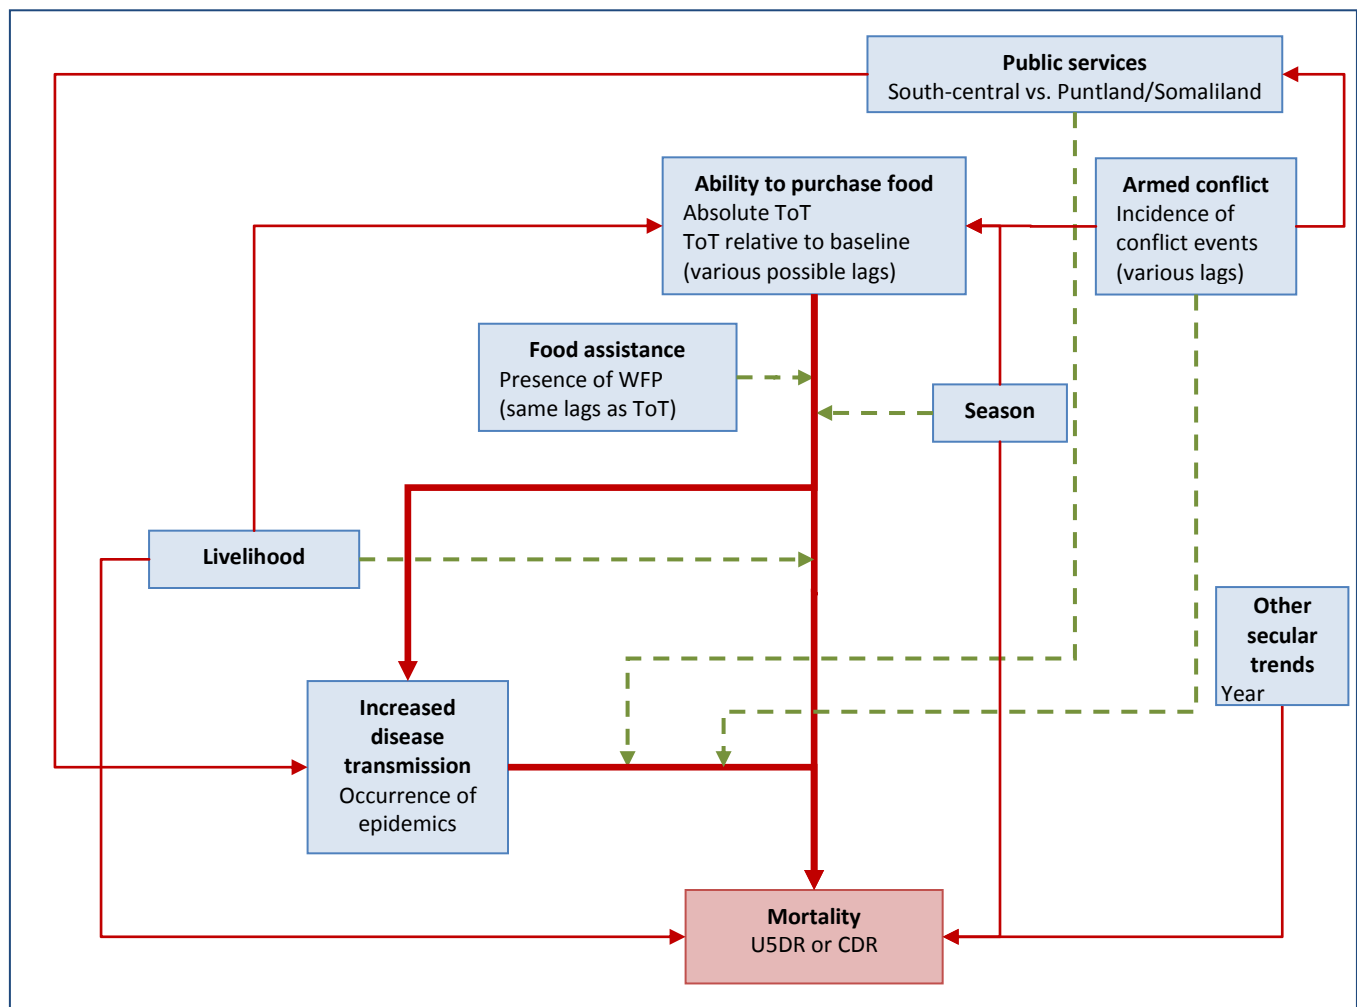 Public services
South-central vs. Puntland/Somaliland
Ability to purchase food
Absolute ToT
ToT relative to baseline
(various possible lags)
Armed conflict
Incidence of
conflict events
(various lags)
Food assistance
Presence of WFP
(same lags as ToT)
Season
Livelihood
Other
secular
trends
Year
Increased
disease
transmission
Occurrence of
epidemics
Mortality
U5DR or CDR